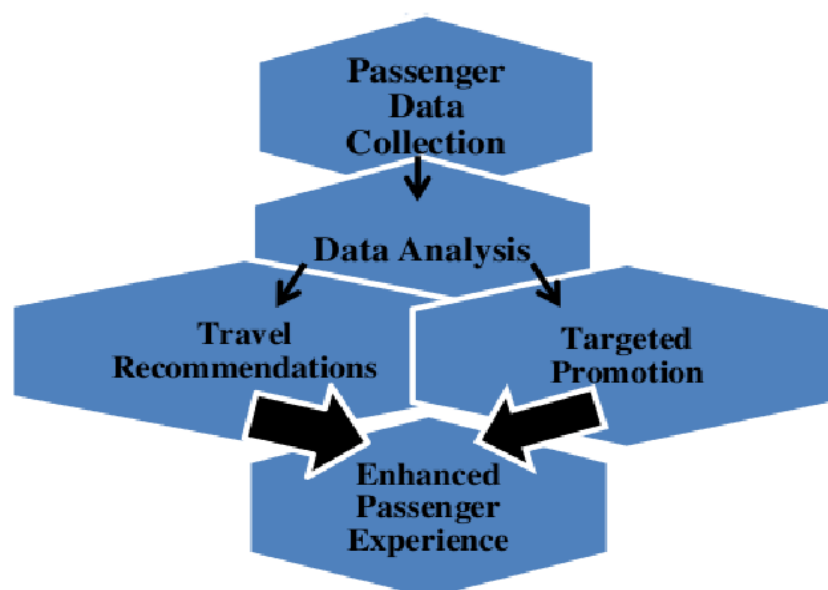 Passenger
Data
Collection
Data Analysis
Travel
Recommendations
Targeted
Promotion
Enhanced
Passenger
Experience